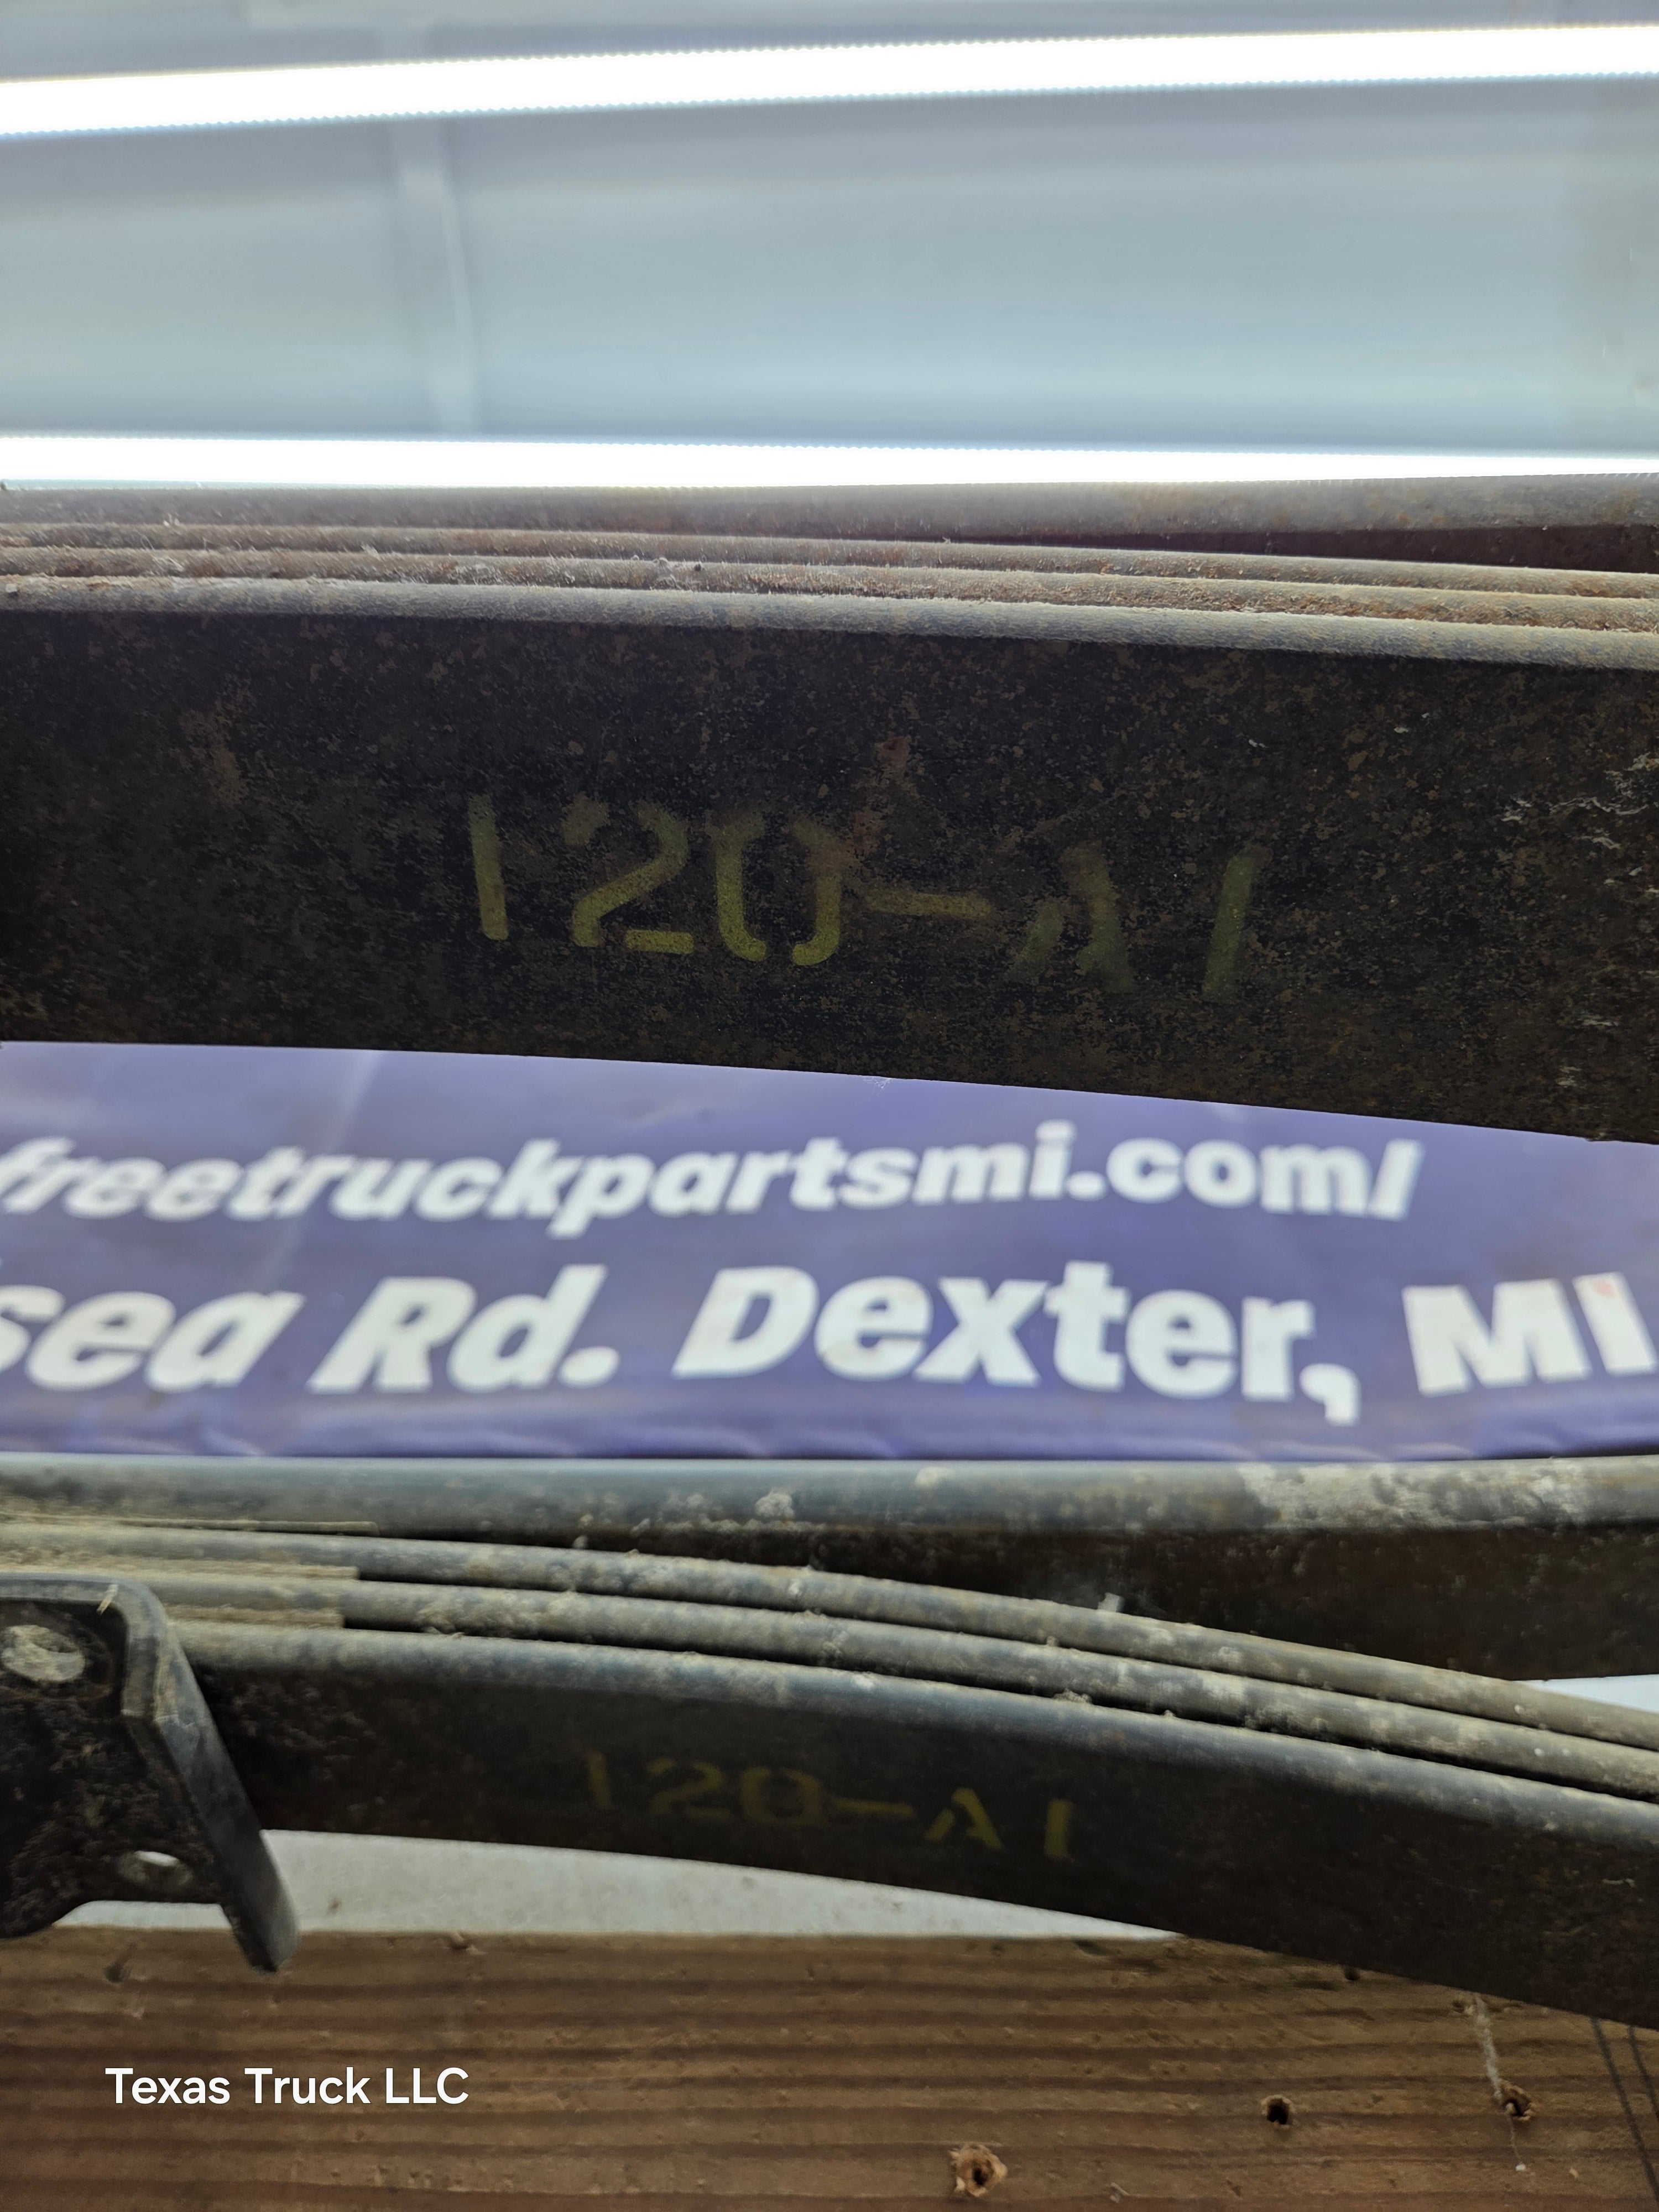 120-A1
freetruckpartsmi.com/
sea Rd. Dexter, MI
120-A1
Texas Truck LLC